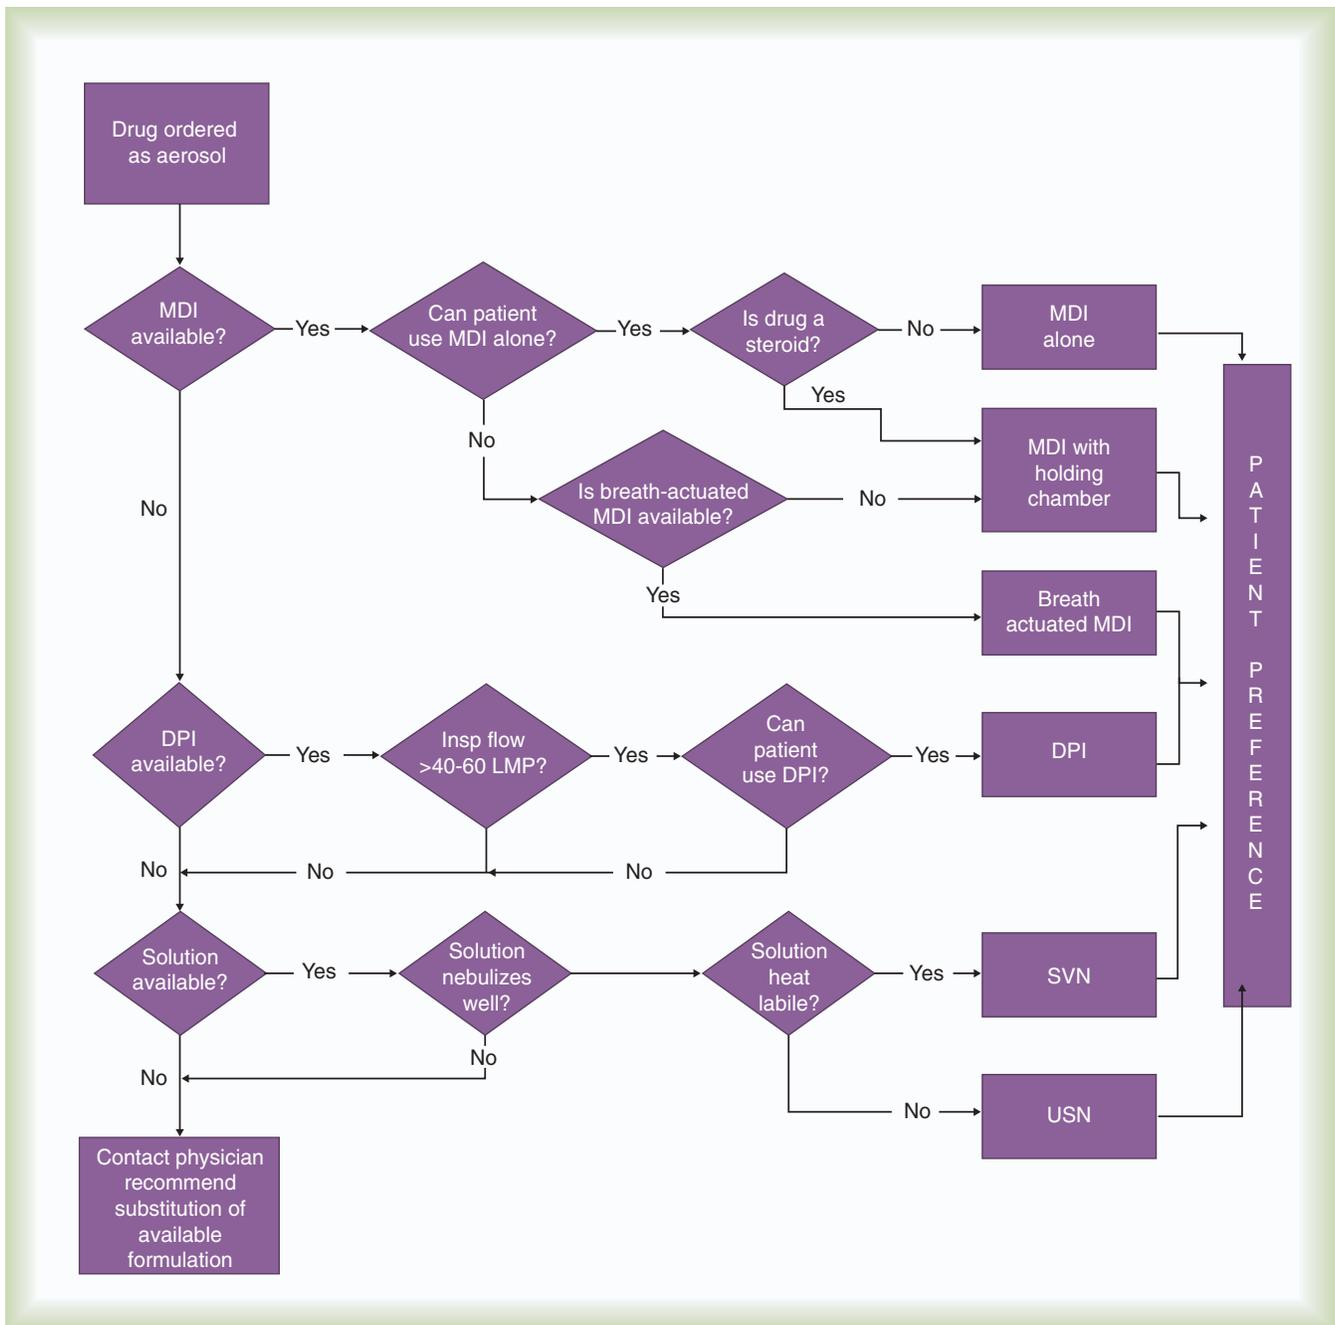 Drug ordered
as aerosol
MDI
available?
Yes
Can patient
use MDI alone?
Yes
Is drug a
steroid?
No
MDI
alone
Yes
No
Is breath-actuated
MDI available?
No
MDI with
holding
chamber
No
Yes
Breath
actuated MDI
DPI
available?
Yes
Insp flow
>40-60 LMP?
Yes
Can
patient
use DPI?
Yes
DPI
No
No
No
Solution
available?
Yes
Solution
nebulizes
well?
Solution
heat
labile?
Yes
SVN
No
No
No
USN
Contact physician
recommend
substitution of
available
formulation
PATIENT PREFERENCE